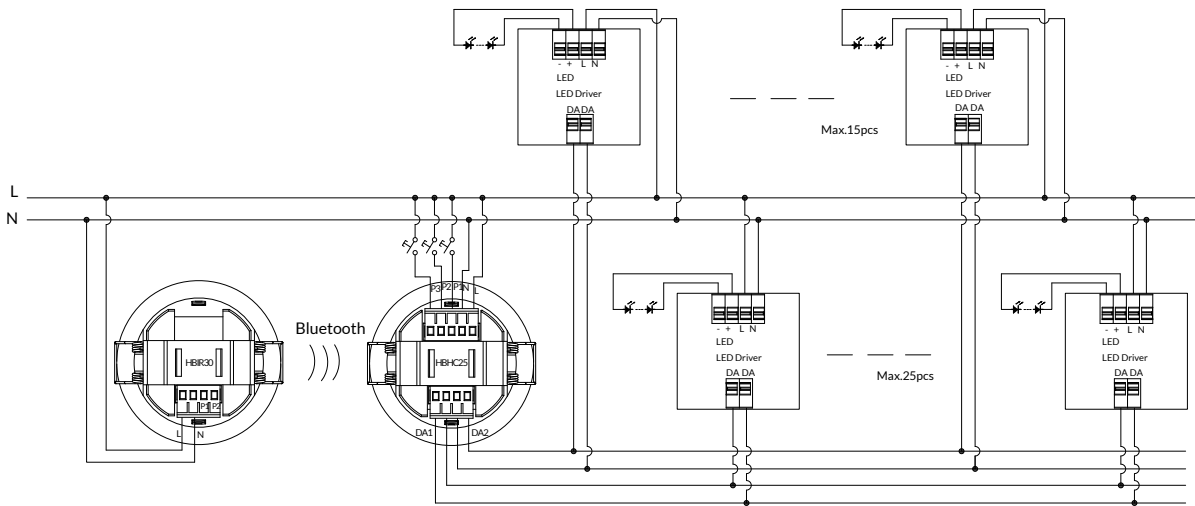 - + L N
LED
LED Driver
DA DA
- + L N
LED
LED Driver
DA DA
Max.15pcs
L
N
P3 P2 P1 N L
HBIR30
Bluetooth
HBHC25
P1 P2
L N
DA1 DA2
- + L N
LED
LED Driver
DA DA
Max.25pcs
- + L N
LED
LED Driver
DA DA